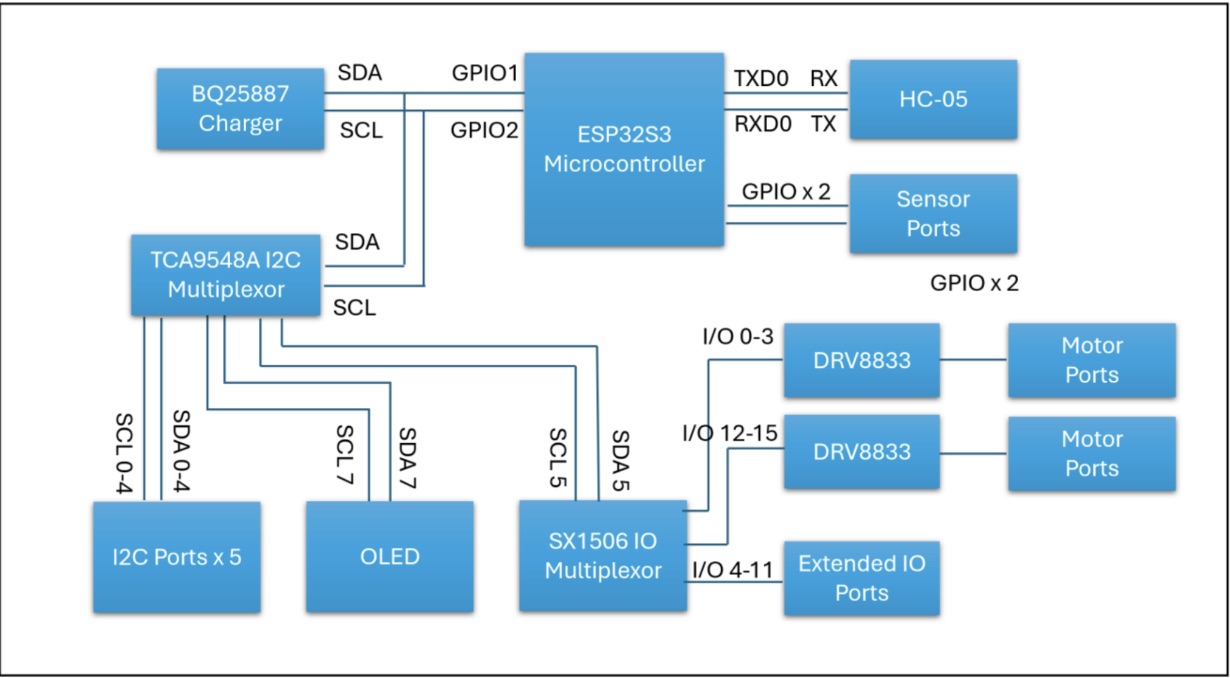 BQ25887
Charger
SDA
SCL
GPIO1
GPIO2
ESP32S3
Microcontroller
TXD0 RX
RXD0 TX
HC-05
GPIO x 2
Sensor
Ports
TCA9548A I2C
Multiplexor
SDA
SCL
GPIO x 2
I/O 0-3
DRV8833
Motor
Ports
I/O 12-15
DRV8833
Motor
Ports
SCL 0-4
SDA 0-4
SCL 7
SDA 7
SCL 5
SDA 5
I2C Ports x 5
OLED
SX1506 IO
Multiplexor
I/O 4-11
Extended IO
Ports